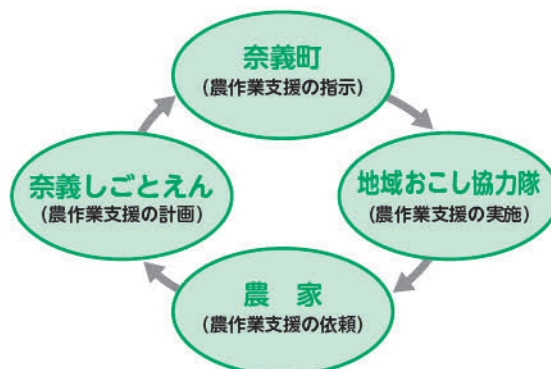 奈義町
(農作業支援の指示)
奈義しごとえん
(農作業支援の計画)
地域おこし協力隊
(農作業支援の実施)
農　家
(農作業支援の依頼)